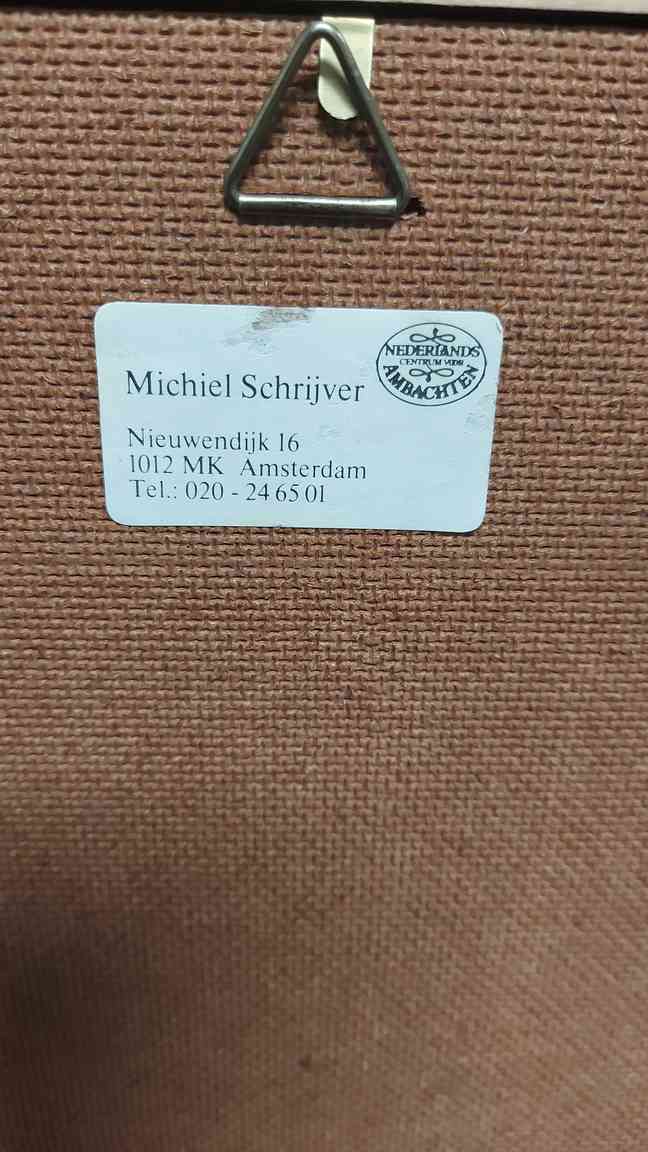 NEDERLANDS
CENTRUM VOOR
AMBACHTEN
Michiel Schrijver
Nieuwendijk 16
1012 MK Amsterdam
Tel.: 020 - 24 65 01